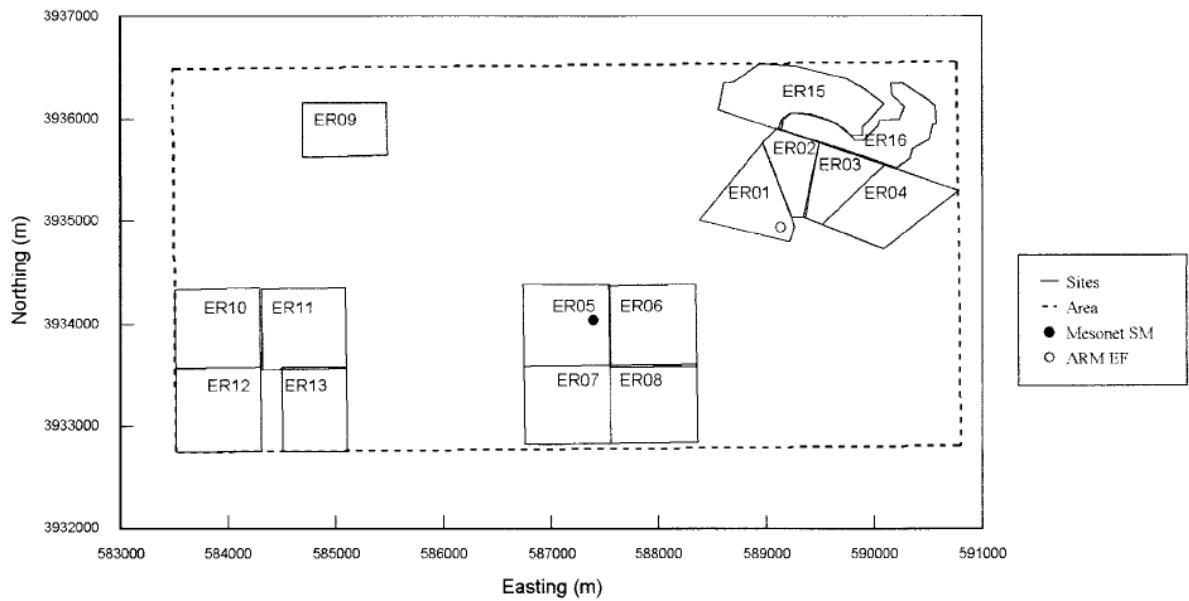 3937000
3936000
3935000
3934000
3933000
3932000
Northing (m)
583000 584000 585000 586000 587000 588000 589000 590000 591000
Easting (m)
ER15
ER09
ER16
ER02
ER03
ER01
ER04
ER10 ER11
ER05 ER06
ER12 ER13
ER07 ER08
Sites
Area
Mesonet SM
ARM EF